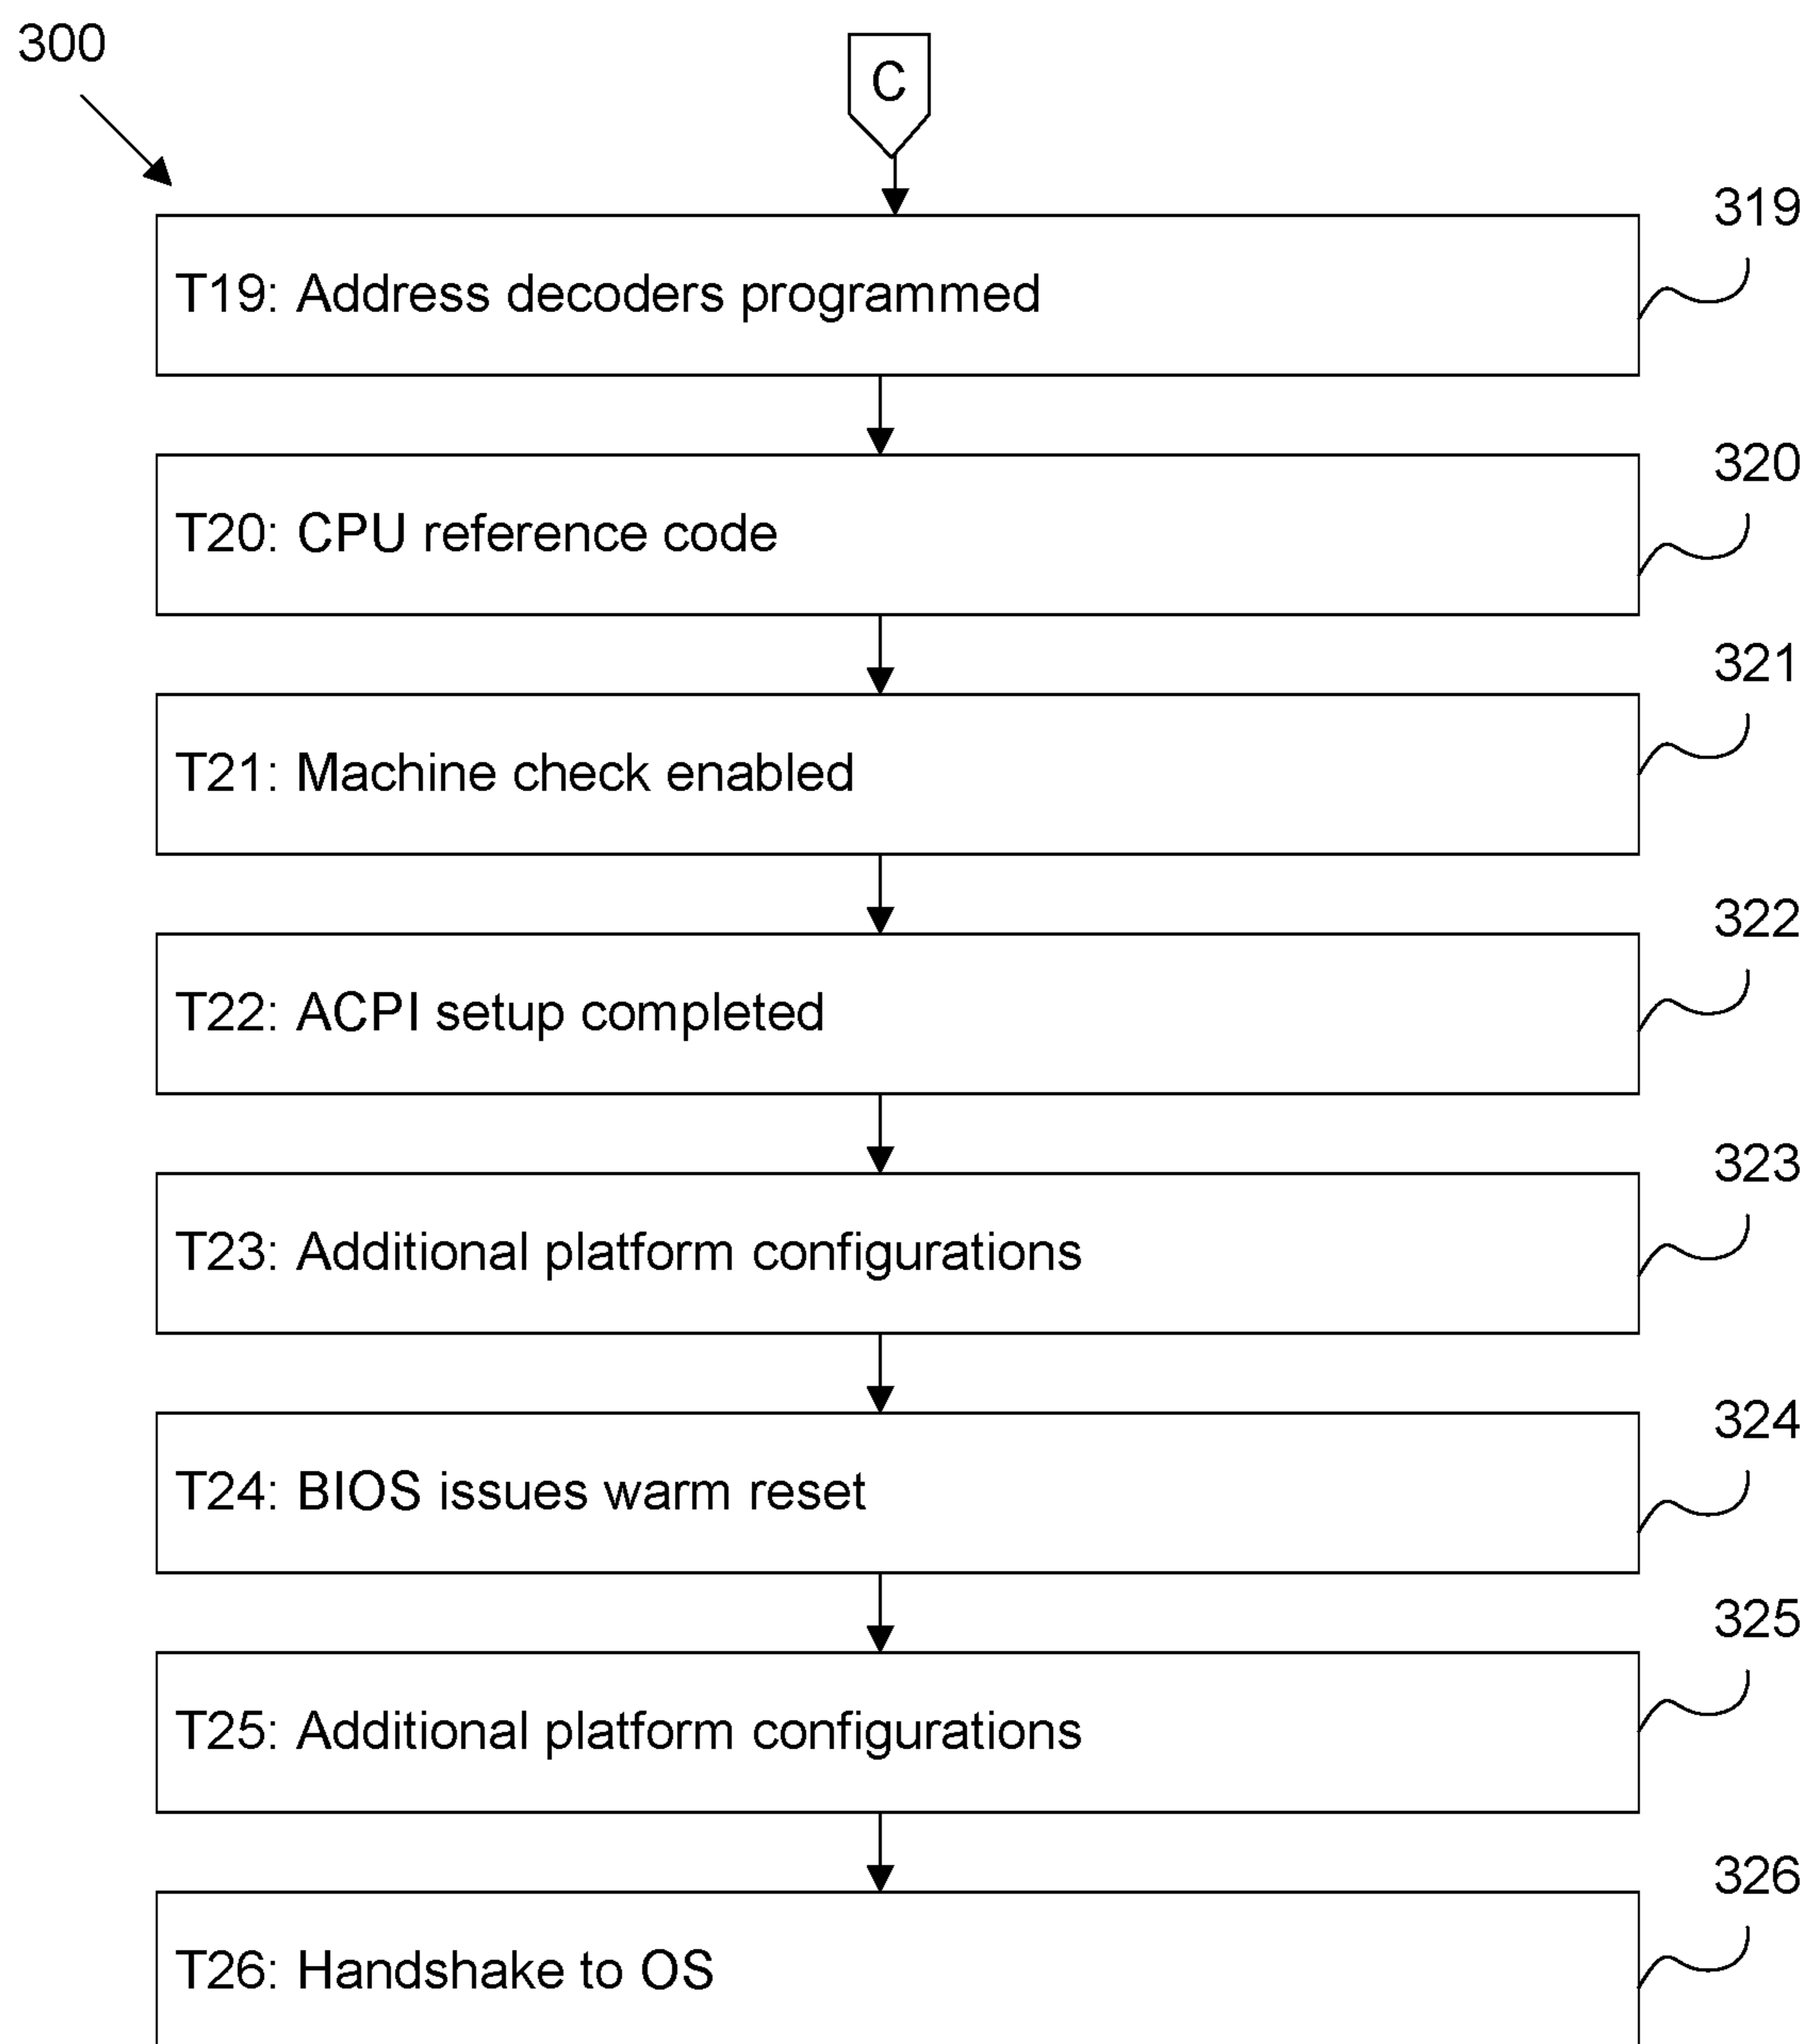 300
C
319
T19: Address decoders programmed
320
T20: CPU reference code
321
T21: Machine check enabled
322
T22: ACPI setup completed
323
T23: Additional platform configurations
324
T24: BIOS issues warm reset
325
T25: Additional platform configurations
326
T26: Handshake to OS